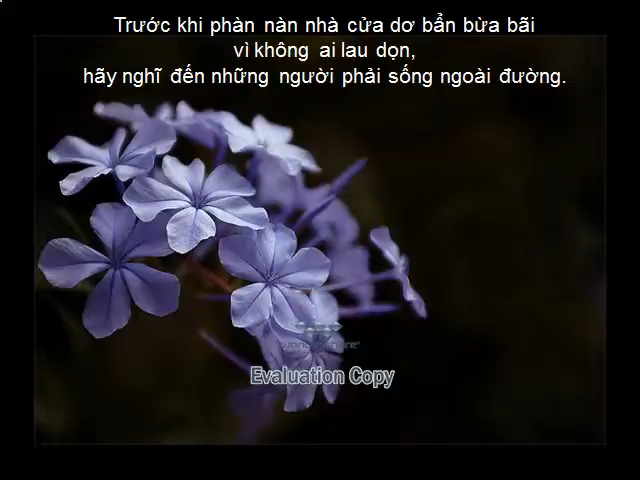 Trước khi phàn nàn nhà cửa dơ bẩn bừa bãi
vì không ai lau dọn,
hãy nghĩ đến những người phải sống ngoài đường.
Evaluation Copy